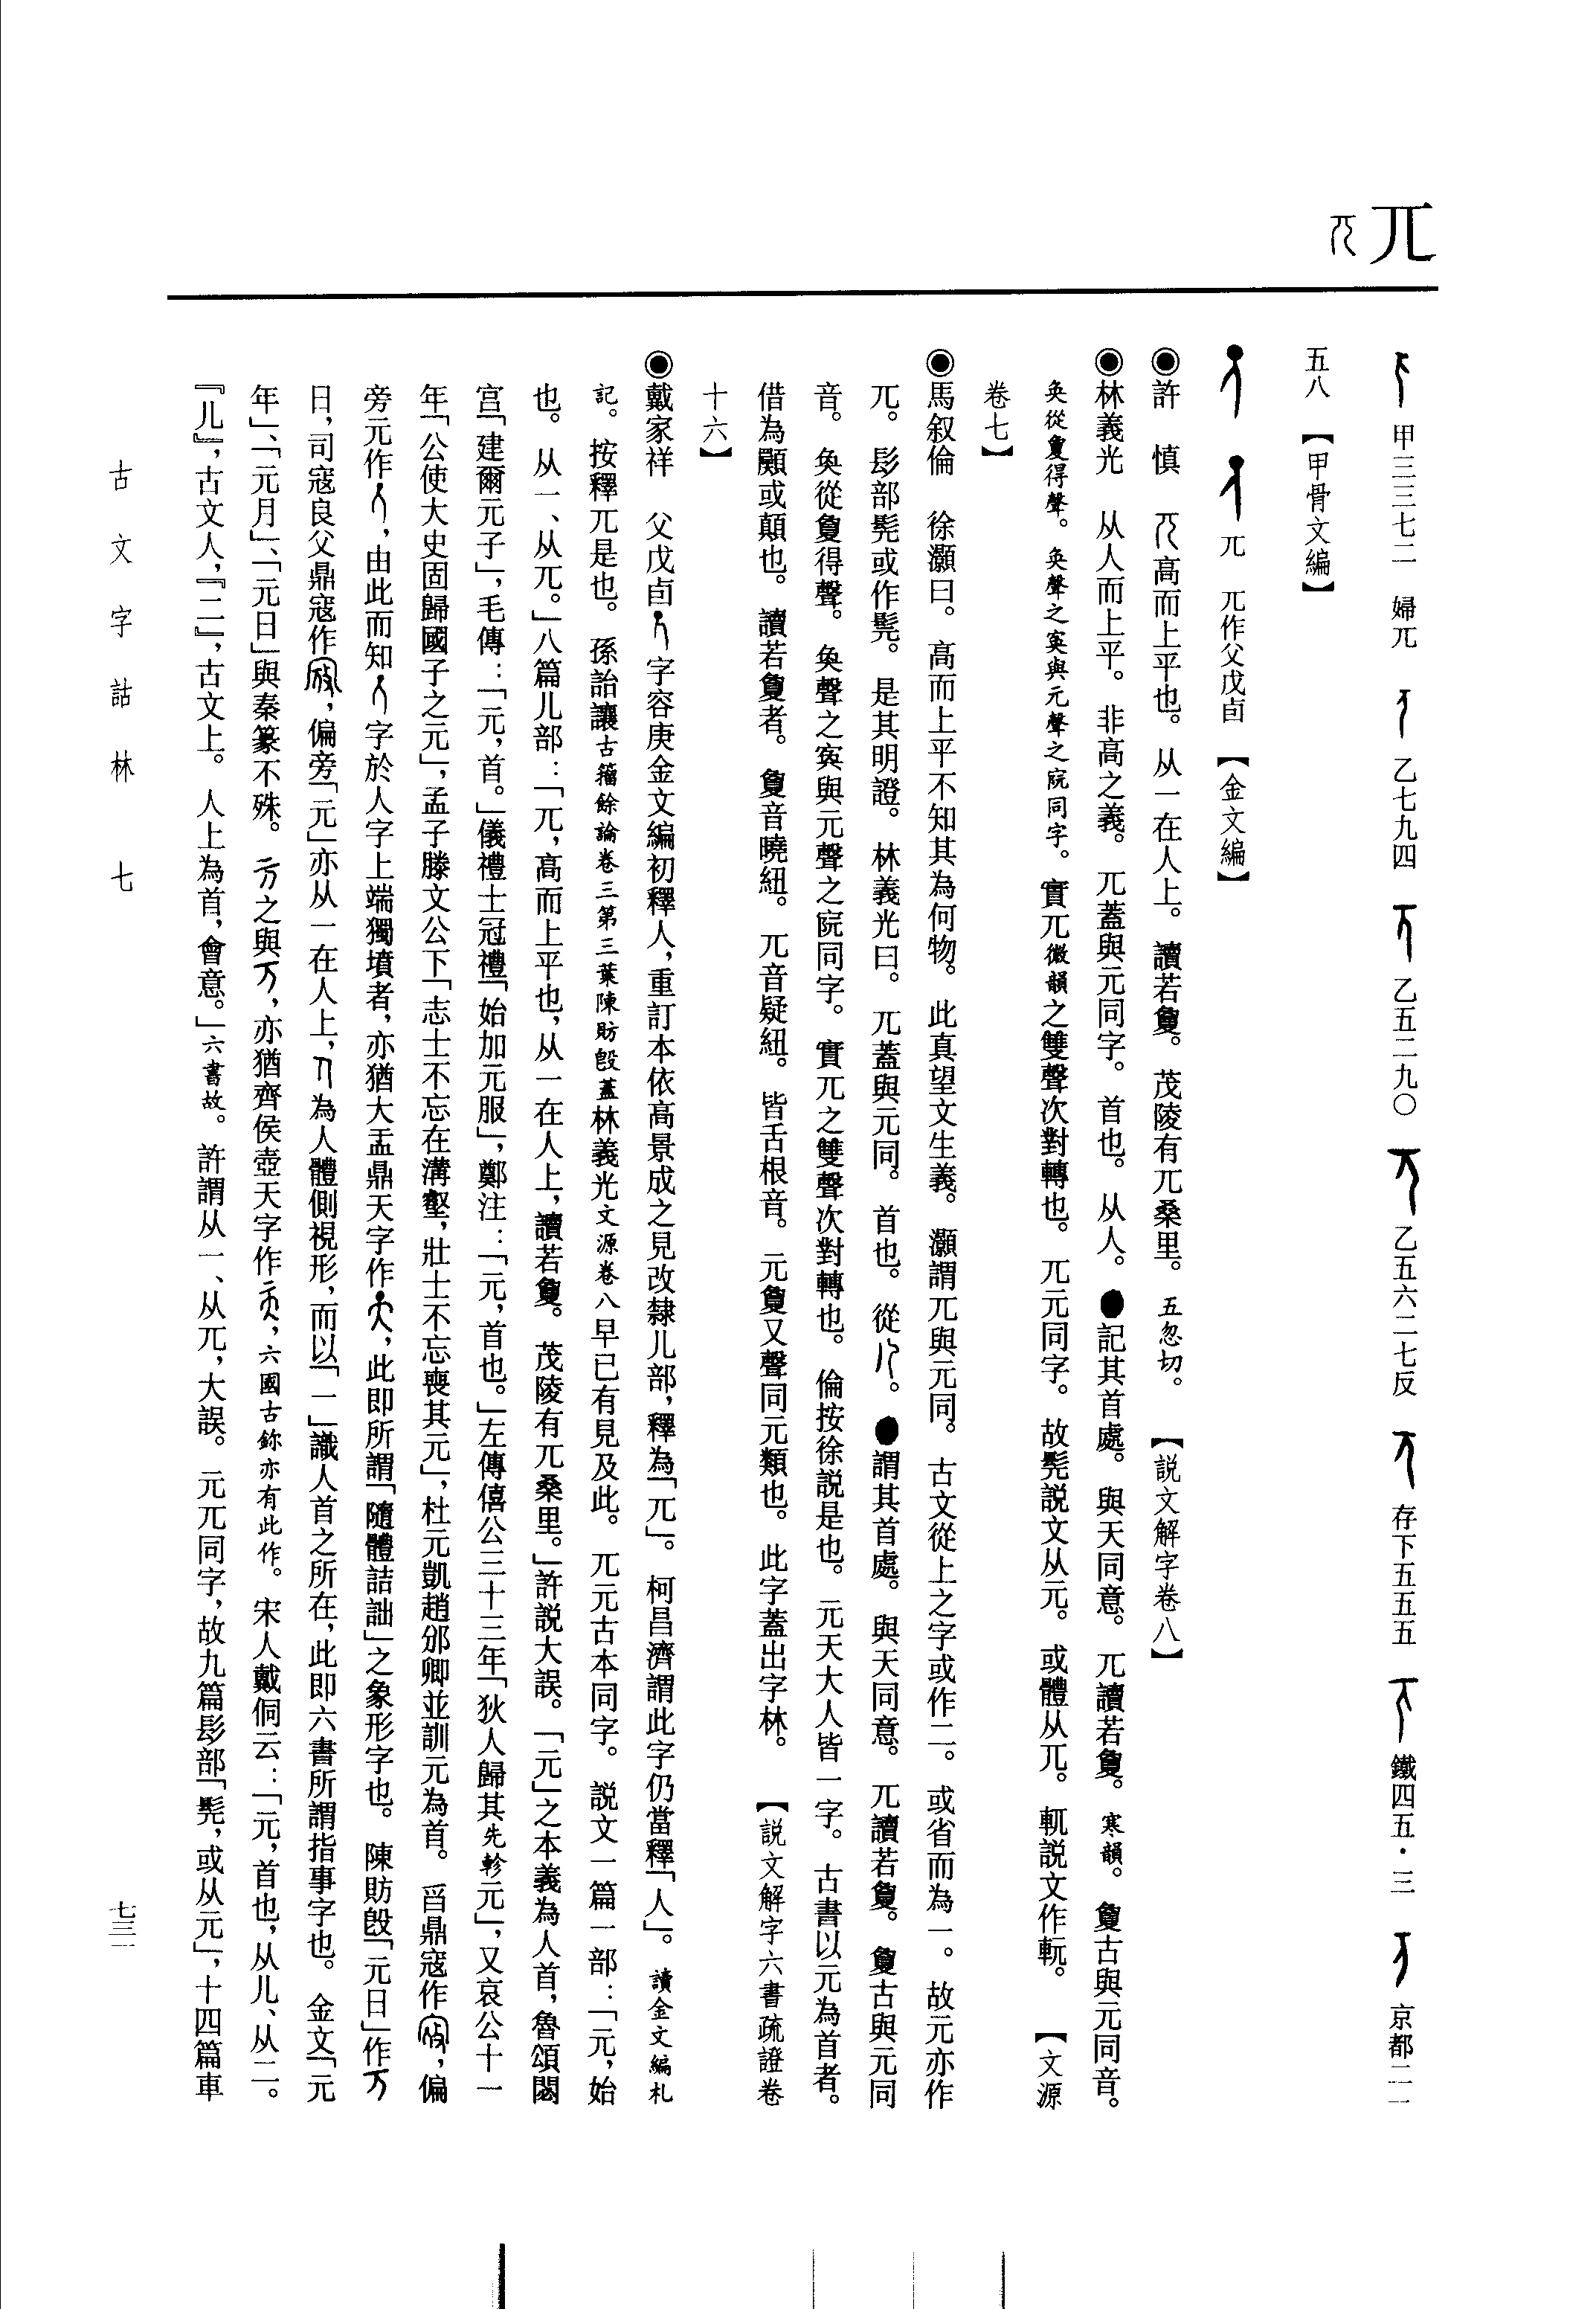 兀
甲三三七二　婦兀　乙七九四　乙五二九〇　乙五六二七反　存下五五五　鐵四五·三　京都二一
五八　【甲骨文編】
兀　兀作父戊卣　【金文編】
◉許　慎　高而上平也。从一在人上。讀若敻。茂陵有兀桑里。五忽切。　【説文解字卷八】
◉林義光　从人而上平。非高之義。兀蓋與元同字。首也。从人。●記其首處。與天同意。兀讀若敻。寒韻。敻古與元同音。
奐從敻得聲。奐聲之寏與元聲之院同字。實兀微韻之雙聲次對轉也。兀元同字。故髡説文从元。或體从兀。軏説文作䡇。　【文源
卷七】
◉馬叙倫　徐灝曰。高而上平不知其為何物。此真望文生義。灝謂兀與元同。古文從上之字或作二。或省而為一。故元亦作
兀。髟部髡或作髠。是其明證。林義光曰。兀蓋與元同。首也。從。●謂其首處。與天同意。兀讀若敻。敻古與元同
音。奐從敻得聲。奐聲之寏與元聲之院同字。實兀之雙聲次對轉也。倫按徐説是也。元天大人皆一字。古書以元為首者。
借為顯或顛也。讀若敻者。敻音曉紐。兀音疑紐。皆舌根音。元敻又聲同元類也。此字蓋出字林。　【説文解字六書疏證卷
十六】
◉戴家祥　父戊卣字容庚金文編初釋人，重訂本依高景成之見改隸儿部，釋為「兀」。柯昌濟謂此字仍當釋「人」。讀金文編札
記。按釋兀是也。孫詒讓古籀餘論卷三第三葉陳肪𣪘蓋林義光文源卷八早已有見及此。兀元古本同字。説文一篇一部：「元，始
也。从一、从兀。」八篇儿部：「兀，高而上平也，从一在人上，讀若敻。茂陵有兀桑里。」許説大誤。「元」之本義為人首，魯頌閟
宫「建爾元子」，毛傳：「元，首。」儀禮士冠禮「始加元服」，鄭注：「元，首也。」左傳僖公三十三年「狄人歸其先軫元」，又哀公十一
年「公使大史固歸國子之元」，孟子滕文公下「志士不忘在溝壑，壯士不忘喪其元」，杜元凱趙邠卿並訓元為首。曶鼎寇作，偏
旁元作，由此而知字於人字上端獨墳者，亦猶大盂鼎天字作，此即所謂「隨體詰詘」之象形字也。陳肪𣪘「元日」作
日，司寇良父鼎寇作，偏旁「元」亦从一在人上，為人體側視形，而以「一」識人首之所在，此即六書所謂指事字也。金文「元
年」、「元月」、「元日」與秦篆不殊。之與，亦猶齊侯壺天字作，六國古鉨亦有此作。宋人戴侗云：「元，首也，从儿、从二。
『儿』，古文人，『二』，古文上。人上為首，會意。」六書故。許謂从一、从兀，大誤。元兀同字，故九篇髟部「髡，或从元」，十四篇車
古文字詁林　七
七三一